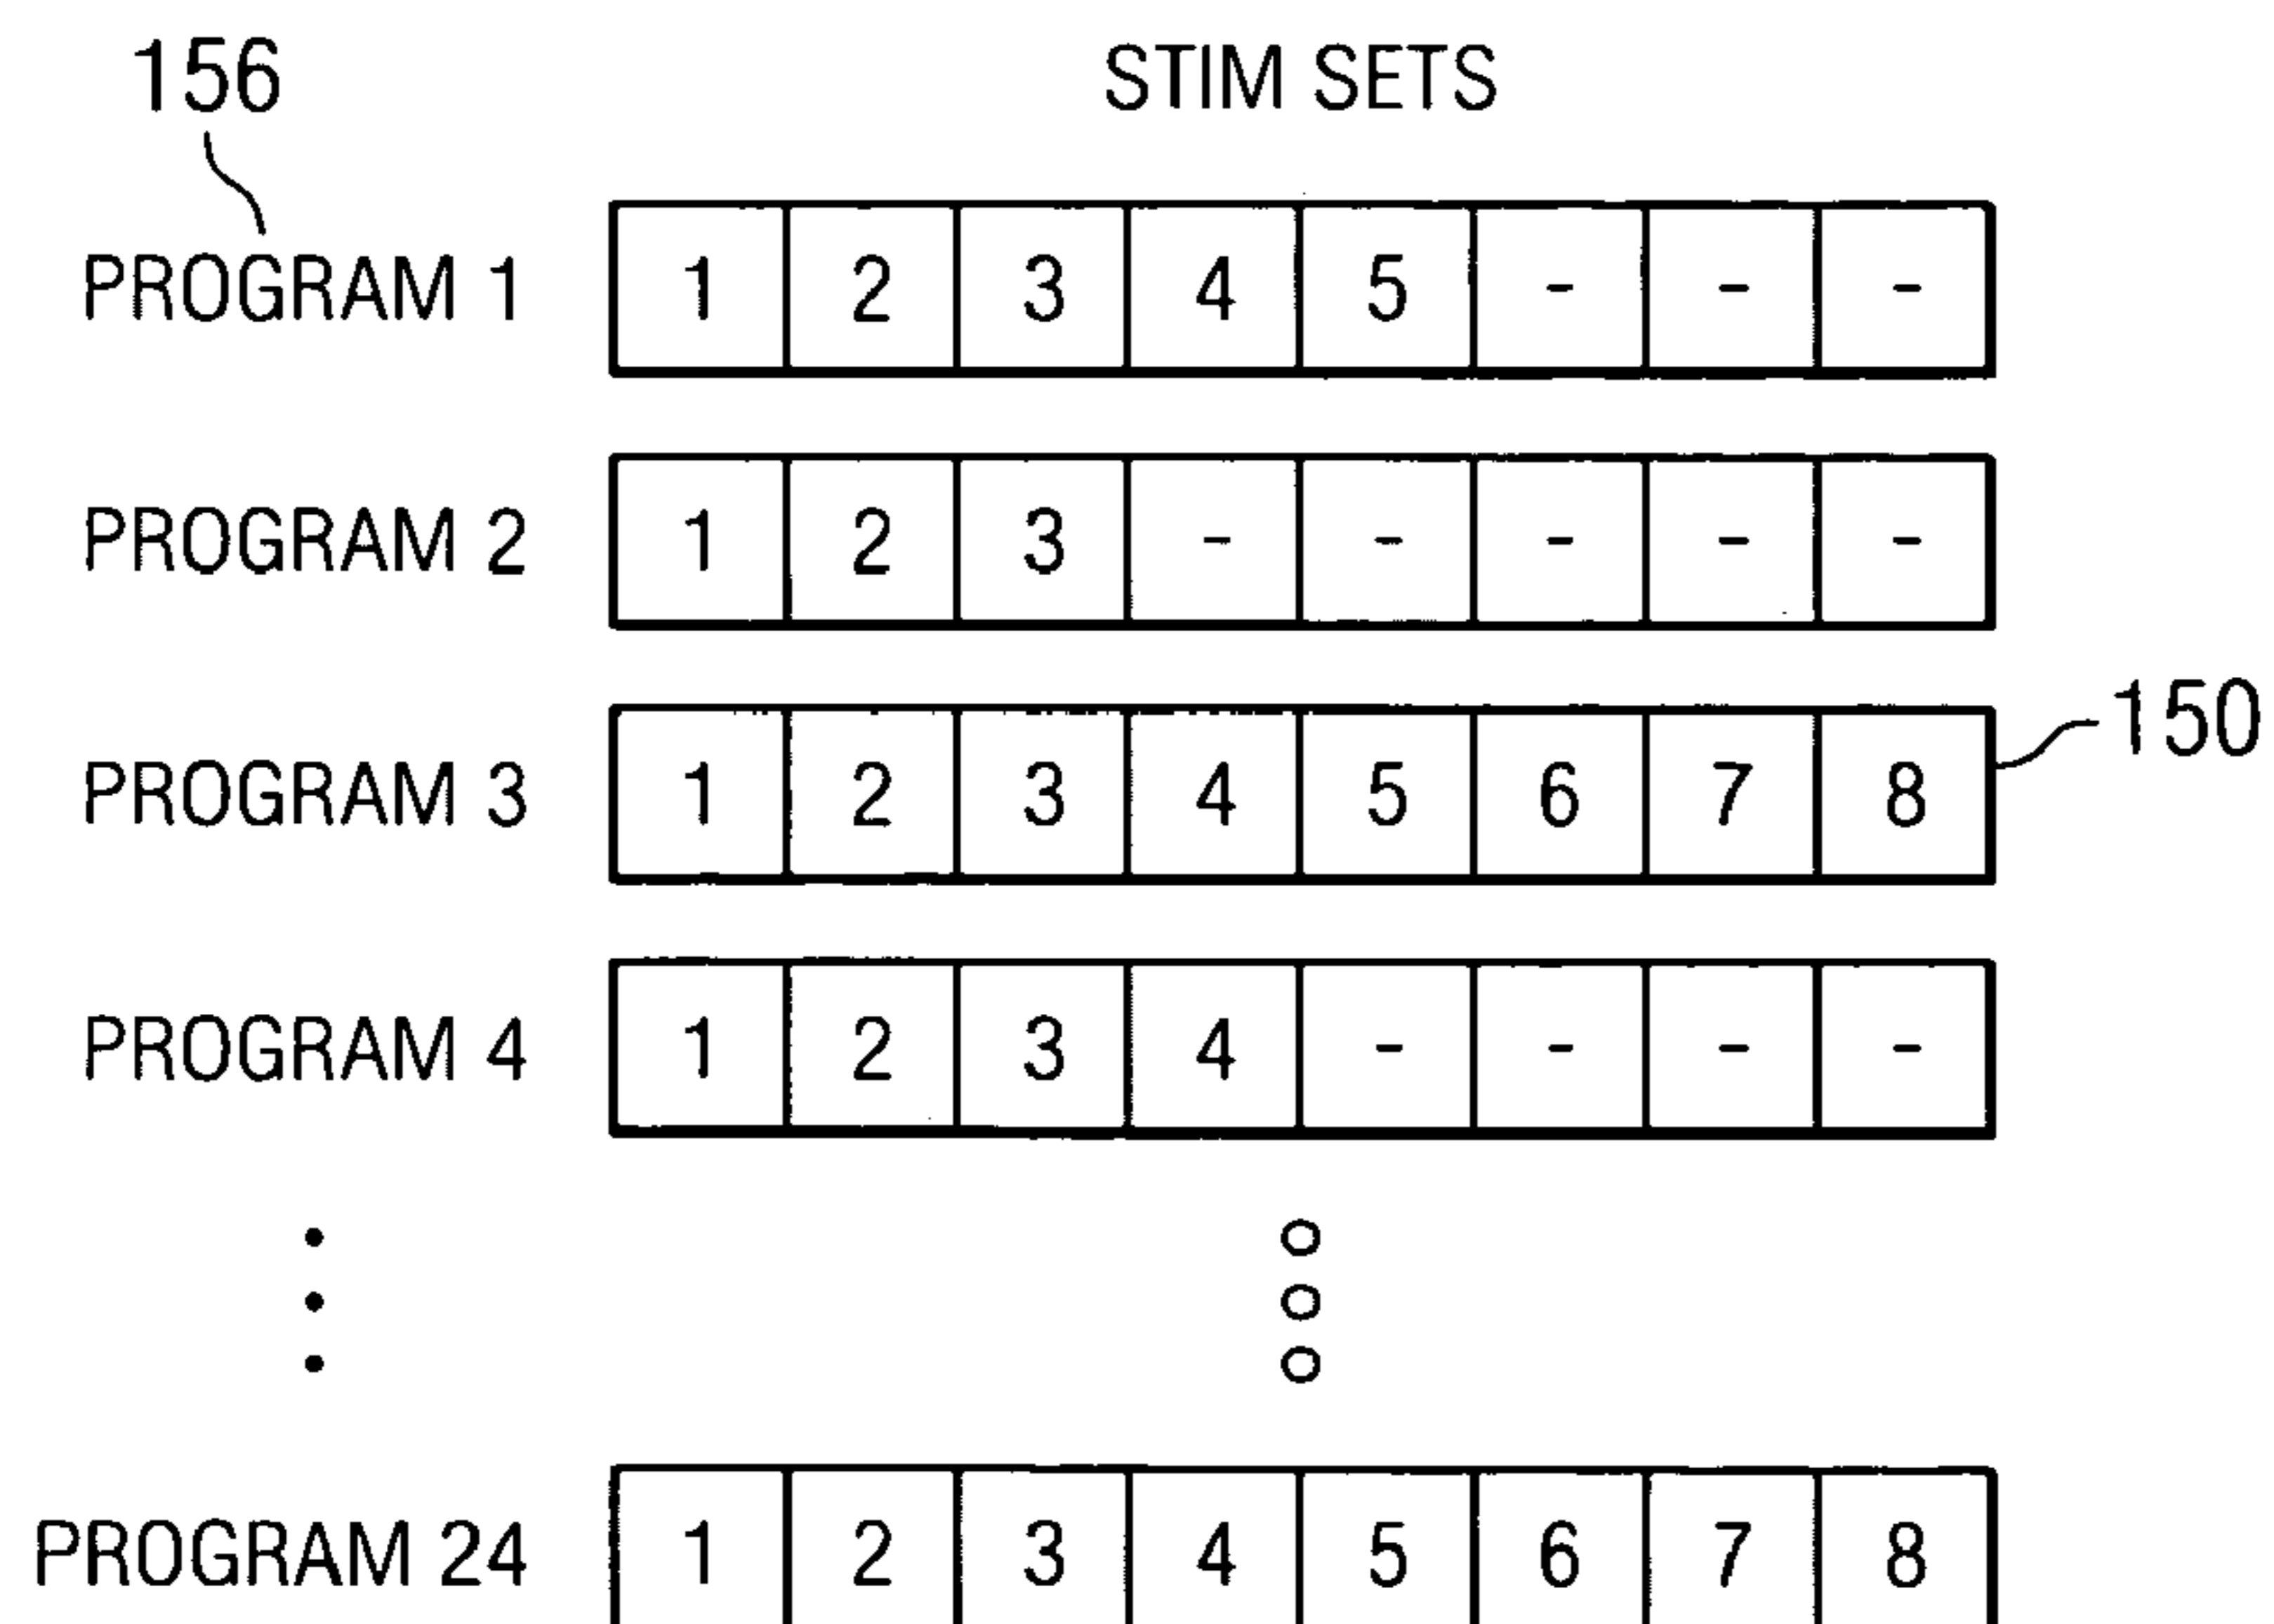 156 STIM SETS
PROGRAM 1 1 2 3 4 5 - - -
PROGRAM 2 1 2 3 - - - - -
150
PROGRAM 3 1 2 3 4 5 6 7 8
PROGRAM 4 1 2 3 4 - - - -
PROGRAM 24 1 2 3 4 5 6 7 8